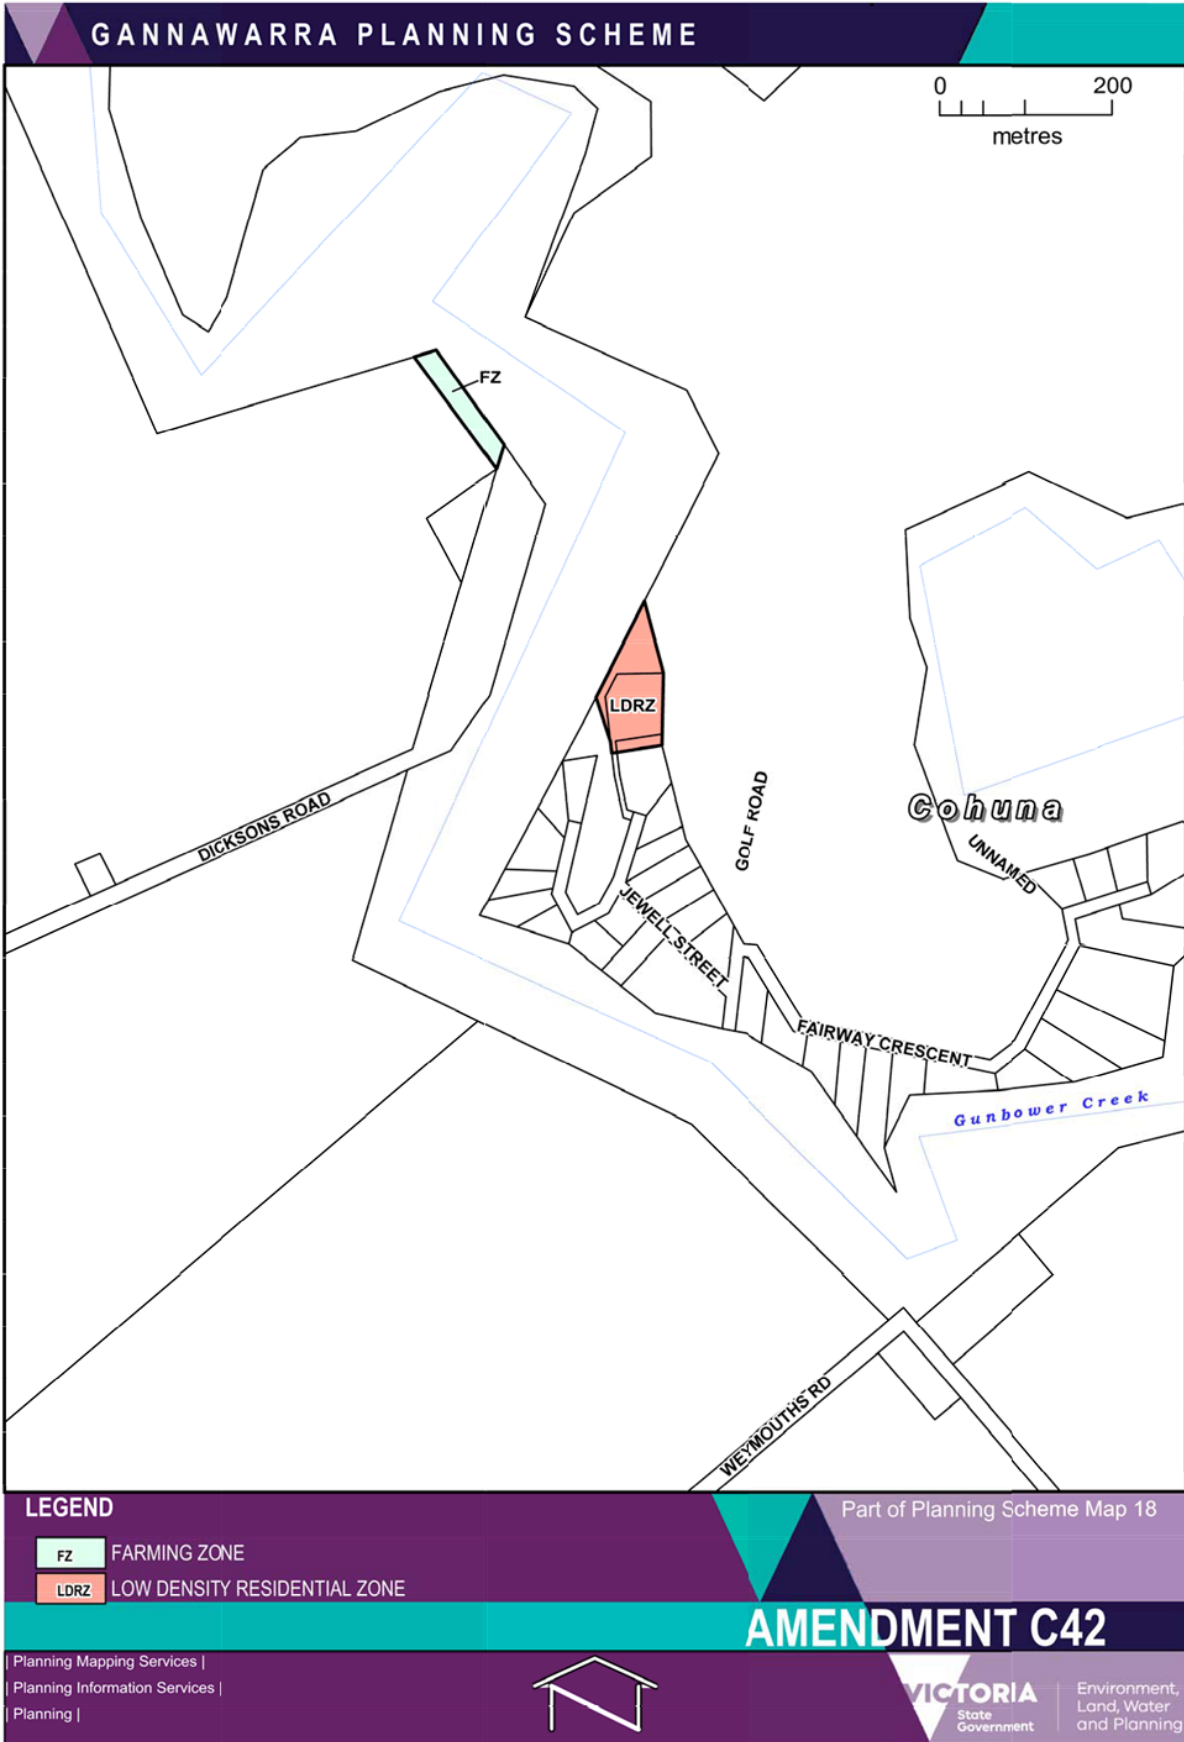 GANNAWARRA PLANNING SCHEME
0 200
metres
FZ
LDRZ
DICKSONS ROAD
GOLF ROAD
Cohuna
UNNAMED
JEWELL STREET
FAIRWAY CRESCENT
Gunbower Creek
WEYMOUTHS RD
LEGEND
Part of Planning Scheme Map 18
FZ FARMING ZONE
LDRZ LOW DENSITY RESIDENTIAL ZONE
AMENDMENT C42
| Planning Mapping Services |
| Planning Information Services |
| Planning |
VICTORIA
State
Government
Environment,
Land, Water
and Planning